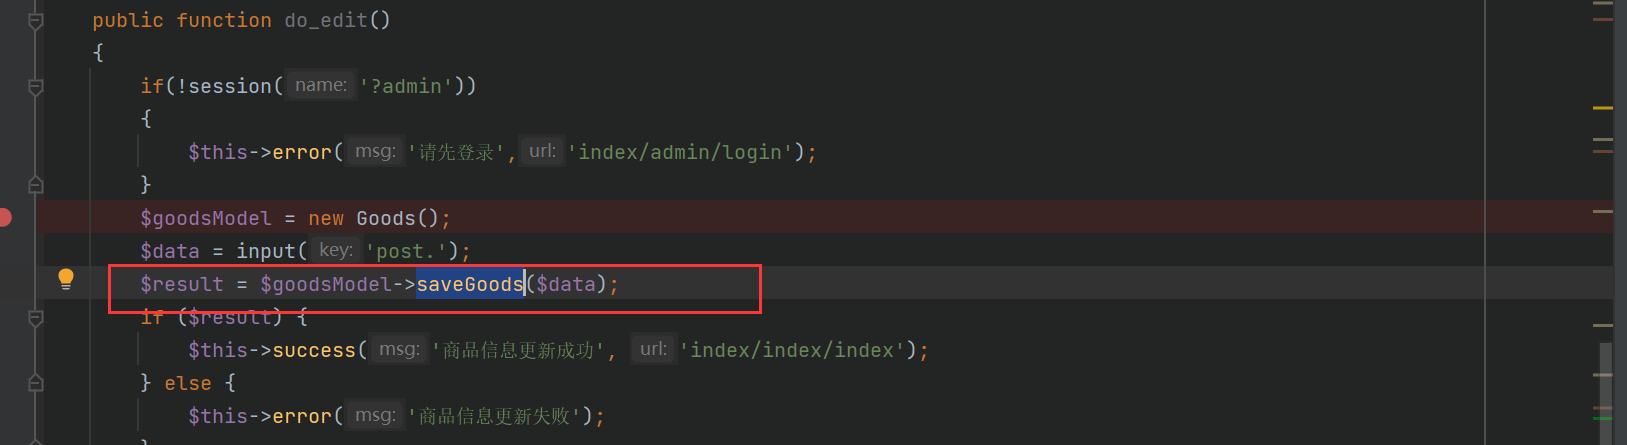 public function do_edit()
{
if(!session( name: '?admin'))
{
$this->error( msg: '请先登录', url: 'index/admin/login');
}
$goodsModel = new Goods();
$data = input( key: 'post.');
$result = $goodsModel->saveGoods($data);
if ($result) {
$this->success( msg: '商品信息更新成功', url: 'index/index/index');
} else {
$this->error( msg: '商品信息更新失败');
}